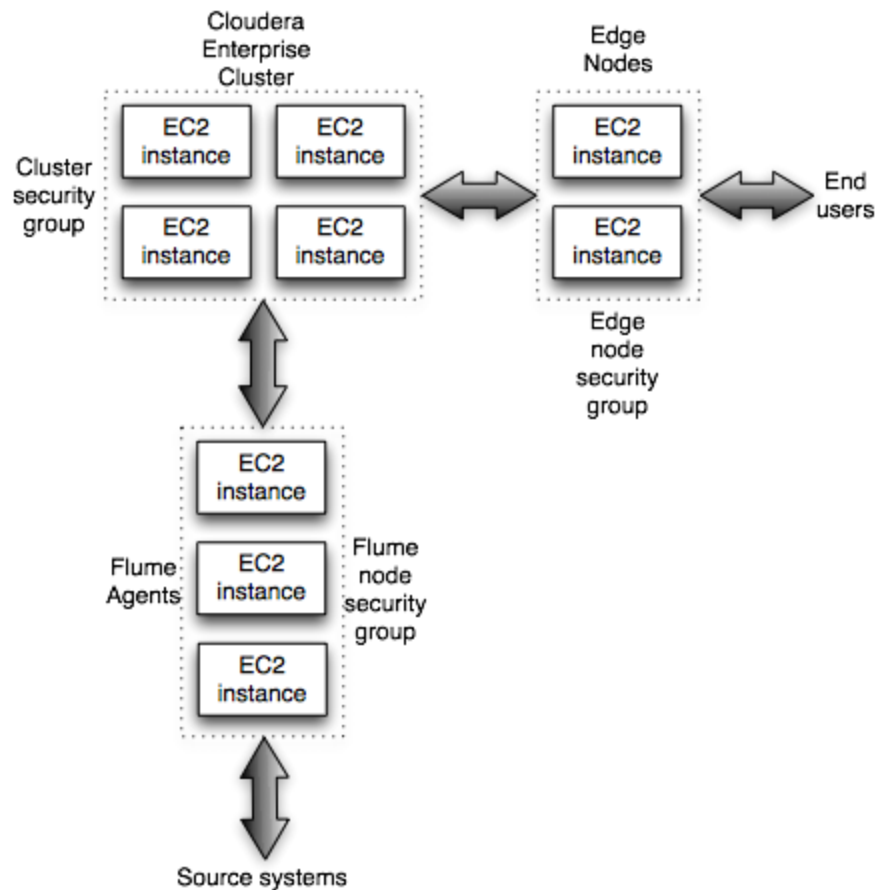 Cloudera
Enterprise
Cluster
Edge
Nodes
Cluster
security
group
EC2
instance
EC2
instance
EC2
instance
EC2
instance
EC2
instance
EC2
instance
End
users
Edge
node
security
group
Flume
Agents
EC2
instance
EC2
instance
EC2
instance
Flume
node
security
group
Source systems